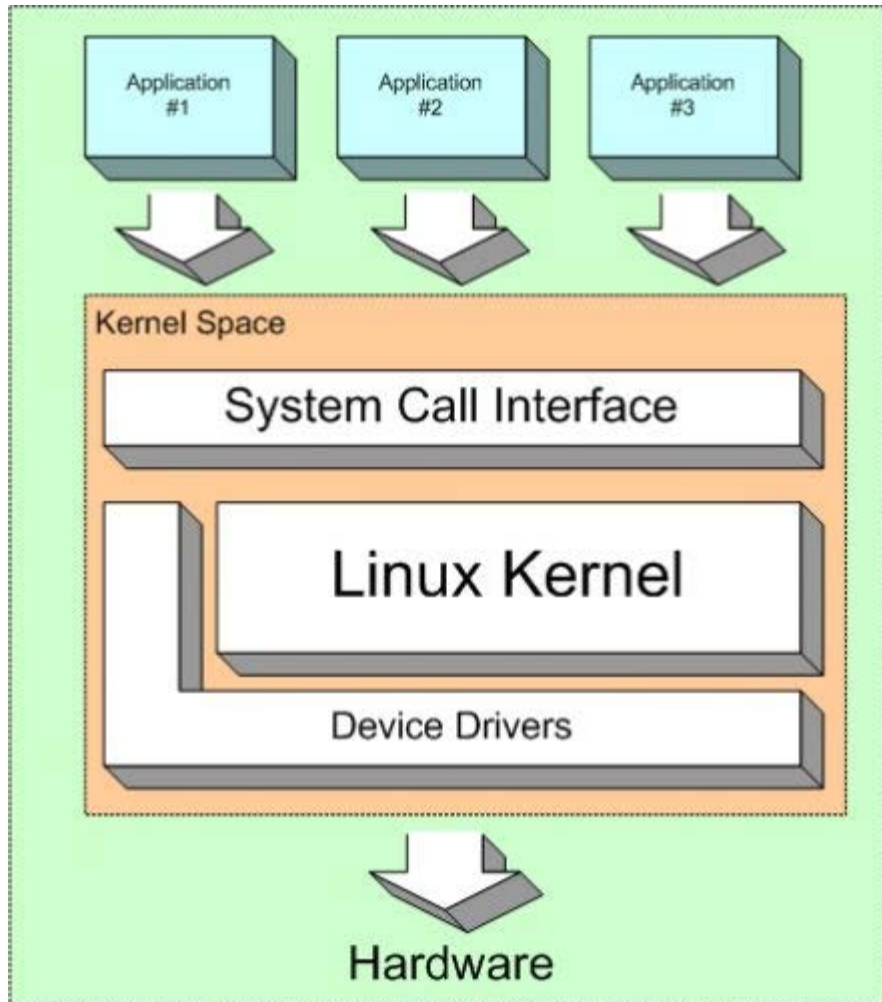 Application
#1
Application
#2
Application
#3
Kernel Space
System Call Interface
Linux Kernel
Device Drivers
Hardware